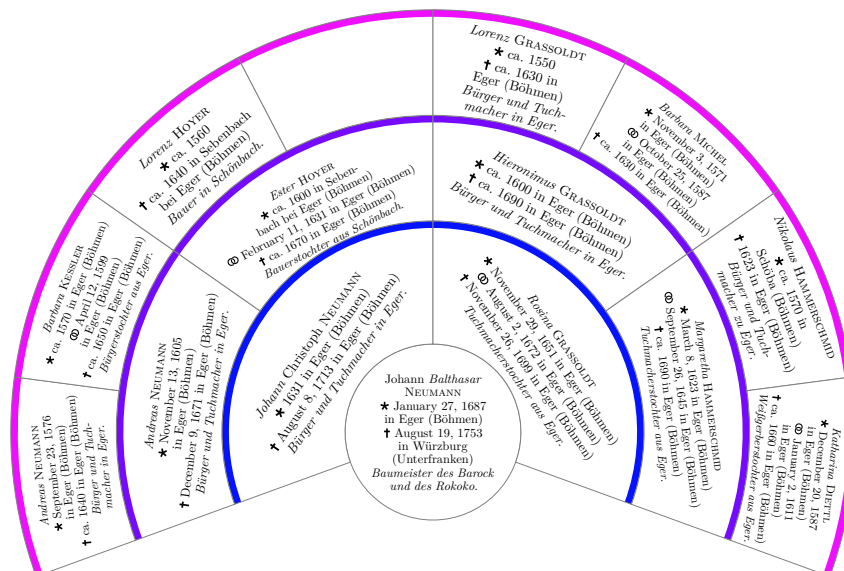 Lorenz GRASSOLDT
★ ca. 1550
✝ ca. 1630 in
Eger (Böhmen)
Bürger und Tuch-
macher in Eger.
Barbara MICHEL
★ November 3, 1571
in Eger (Böhmen)
⚭ October 25, 1587
in Eger (Böhmen)
✝ ca. 1630 in Eger (Böhmen)
Lorenz HOYER
★ ca. 1560
✝ ca. 1640 in Sebenbach
bei Eger (Böhmen)
Bauer in Schönbach.
Ester HOYER
★ ca. 1600 in Seben-
bach bei Eger (Böhmen)
⚭ February 11, 1631 in Eger (Böhmen)
✝ ca. 1670 in Eger (Böhmen)
Bauerstochter aus Schönbach.
Hieronimus GRASSOLDT
★ ca. 1600 in Eger (Böhmen)
✝ ca. 1690 in Eger (Böhmen)
Bürger und Tuchmacher in Eger.
Nikolaus HAMMERSCHMID
★ ca. 1570 in
Schöba (Böhmen)
✝ 1623 in Eger (Böhmen)
Bürger und Tuch-
macher zu Eger.
Barbara KESSLER
★ ca. 1570 in Eger (Böhmen)
⚭ April 12, 1599
in Eger (Böhmen)
✝ ca. 1650 in Eger (Böhmen)
Bürgerstochter aus Eger.
Johann Christoph NEUMANN
★ 1631 in Eger (Böhmen)
✝ August 8, 1713 in Eger (Böhmen)
Bürger und Tuchmacher in Eger.
Rosina GRASSOLDT
★ November 29, 1651 in Eger (Böhmen)
⚭ August 2, 1672 in Eger (Böhmen)
✝ November 26, 1699 in Eger (Böhmen)
Tuchmacherstochter aus Eger.
Andreas NEUMANN
★ November 13, 1605
in Eger (Böhmen)
✝ December 9, 1671 in Eger (Böhmen)
Bürger und Tuchmacher in Eger.
Margaretha HAMMERSCHMID
★ March 8, 1623 in Eger (Böhmen)
⚭ September 26, 1645 in Eger (Böhmen)
✝ ca. 1690 in Eger (Böhmen)
Tuchmacherstochter aus Eger.
Andreas NEUMANN
★ September 23, 1576
in Eger (Böhmen)
✝ ca. 1640 in Eger (Böhmen)
Bürger und Tuch-
macher in Eger.
Johann Balthasar
NEUMANN
★ January 27, 1687
in Eger (Böhmen)
✝ August 19, 1753
in Würzburg
(Unterfranken)
Baumeister des Barock
und des Rokoko.
Katharina DIETTL
★ December 20, 1587
in Eger (Böhmen)
⚭ January 2, 1611
in Eger (Böhmen)
✝ ca. 1660 in Eger (Böhmen)
Weißgerberstochter aus Eger.